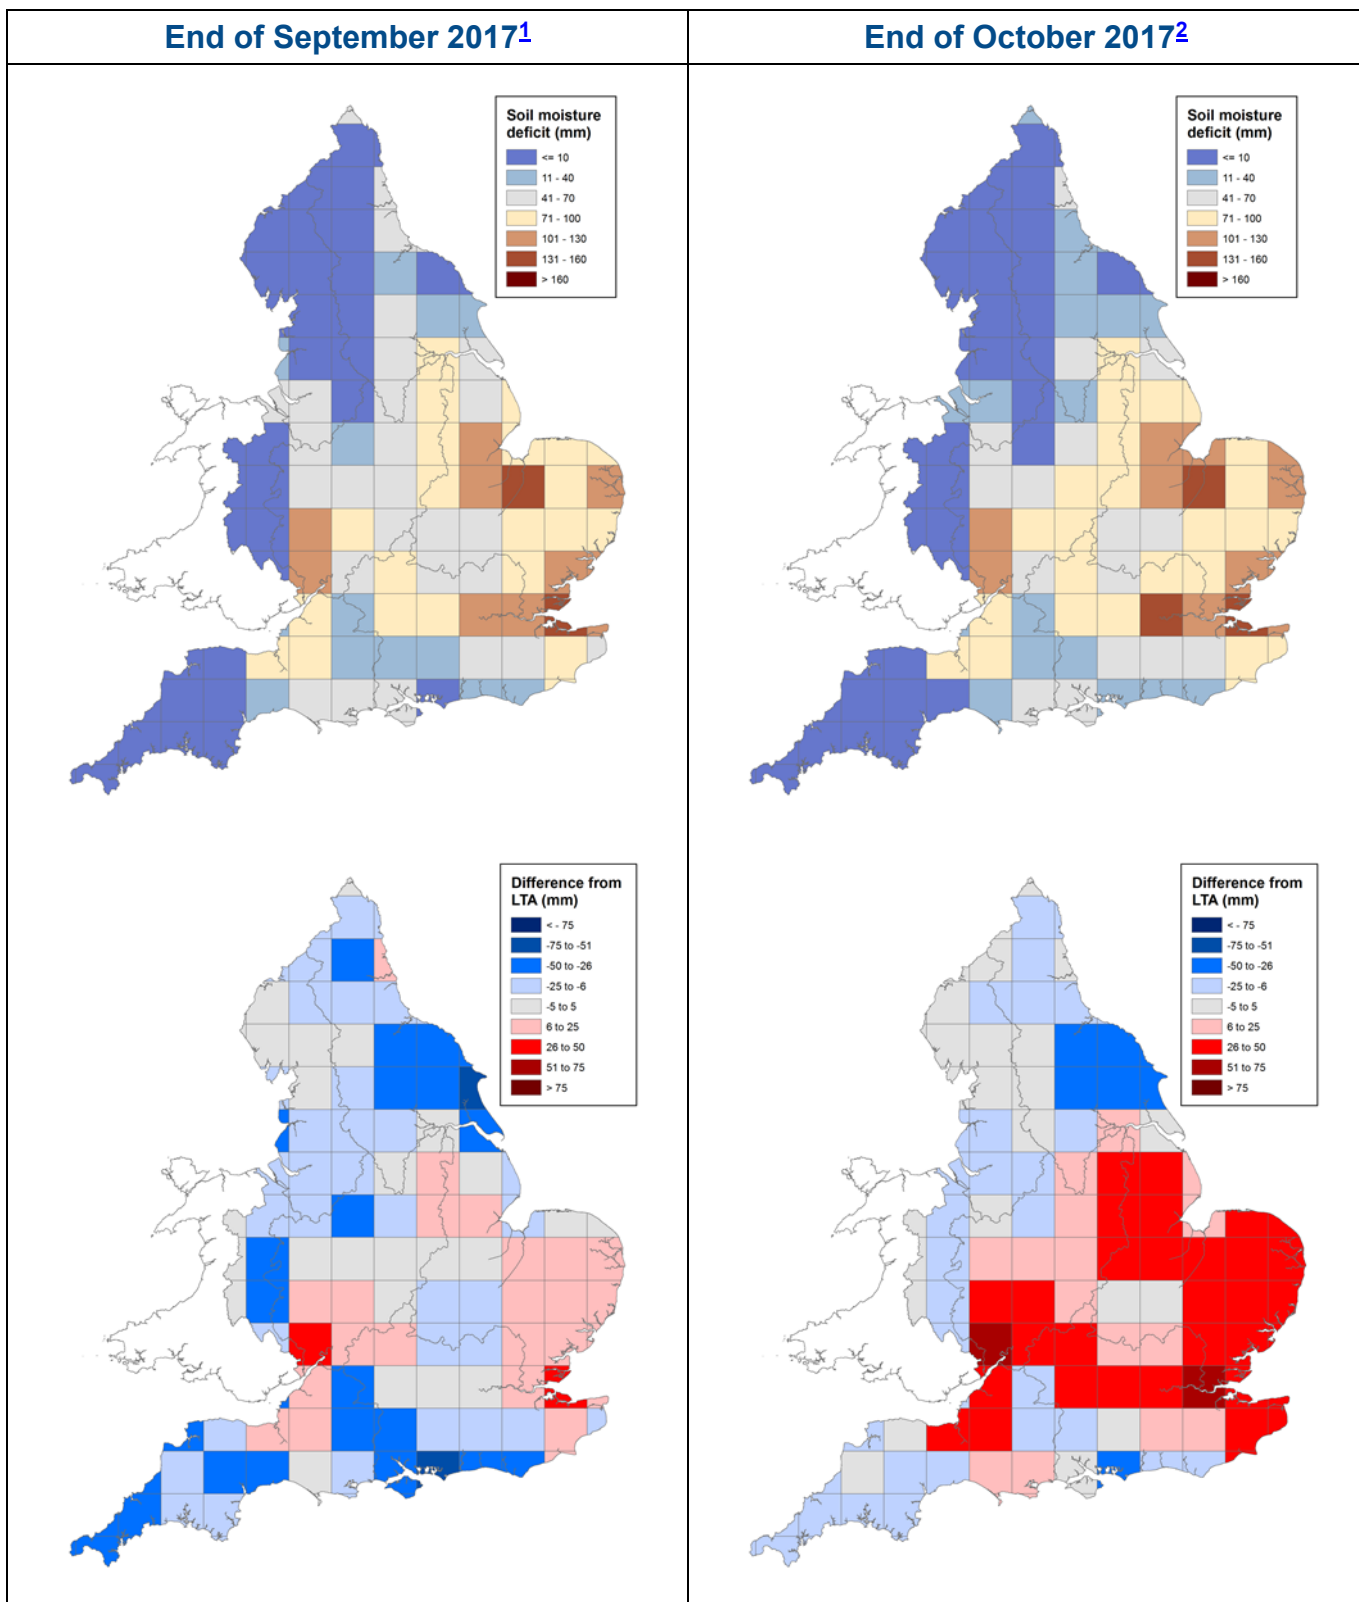 End of September 2017¹
End of October 2017²
Soil moisture
deficit (mm)
<= 10
11 - 40
41 - 70
71 - 100
101 - 130
131 - 160
> 160
Soil moisture
deficit (mm)
<= 10
11 - 40
41 - 70
71 - 100
101 - 130
131 - 160
> 160
Difference from
LTA (mm)
< - 75
-75 to -51
-50 to -26
-25 to -6
-5 to 5
6 to 25
26 to 50
51 to 75
> 75
Difference from
LTA (mm)
< - 75
-75 to -51
-50 to -26
-25 to -6
-5 to 5
6 to 25
26 to 50
51 to 75
> 75